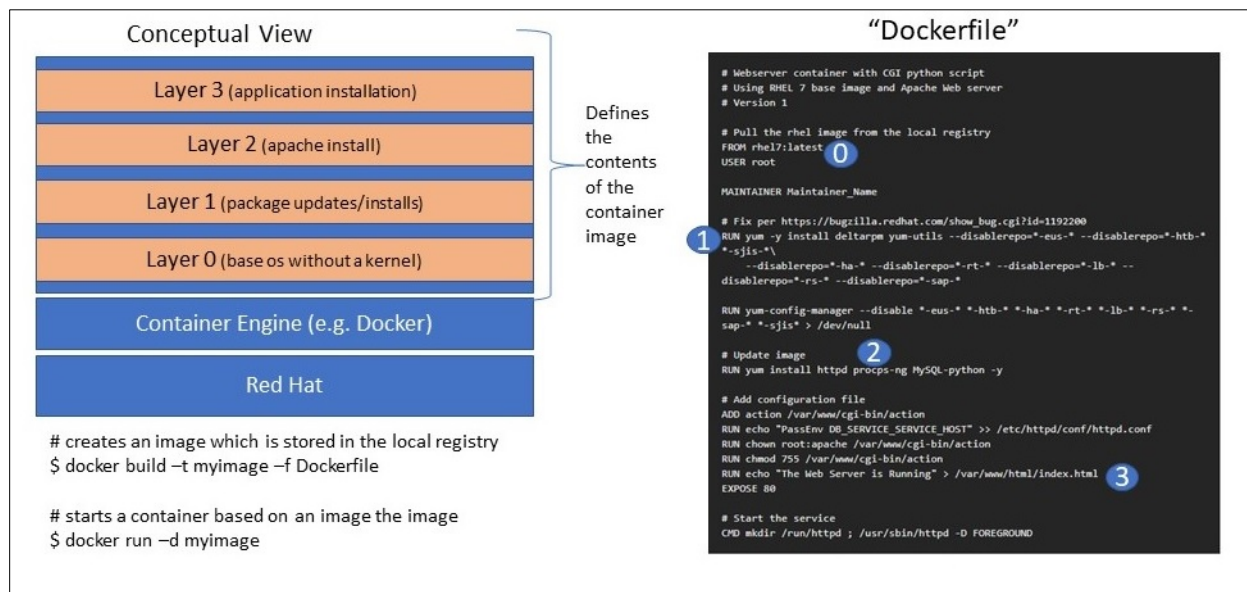 Conceptual View
Layer 3 (application installation)
Layer 2 (apache install)
Layer 1 (package updates/installs)
Layer 0 (base os without a kernel)
Container Engine (e.g. Docker)
Red Hat
Defines
the
contents
of the
container
image
# creates an image which is stored in the local registry
$ docker build –t myimage –f Dockerfile
# starts a container based on an image the image
$ docker run –d myimage
“Dockerfile”
# Webserver container with CGI python script
# Using RHEL 7 base image and Apache Web server
# Version 1
# Pull the rhel image from the local registry
FROM rhel7:latest
0
USER root
MAINTAINER Maintainer_Name
# Fix per https://bugzilla.redhat.com/show_bug.cgi?id=1192200
1
RUN yum -y install deltarpm yum-utils --disablerepo=*-eus-* --disablerepo=*-htb-*
*-sjis-*\
--disablerepo=*-ha-* --disablerepo=*-rt-* --disablerepo=*-lb-* --
disablerepo=*-rs-* --disablerepo=*-sap-*
RUN yum-config-manager --disable *-eus-* *-htb-* *-ha-* *-rt-* *-lb-* *-rs-* *-
sap-* *-sjis* > /dev/null
2
# Update image
RUN yum install httpd procps-ng MySQL-python -y
# Add configuration file
ADD action /var/www/cgi-bin/action
RUN echo "PassEnv DB_SERVICE_SERVICE_HOST" >> /etc/httpd/conf/httpd.conf
RUN chown root:apache /var/www/cgi-bin/action
RUN chmod 755 /var/www/cgi-bin/action
RUN echo "The Web Server is Running" > /var/www/html/index.html
3
EXPOSE 80
# Start the service
CMD mkdir /run/httpd ; /usr/sbin/httpd -D FOREGROUND